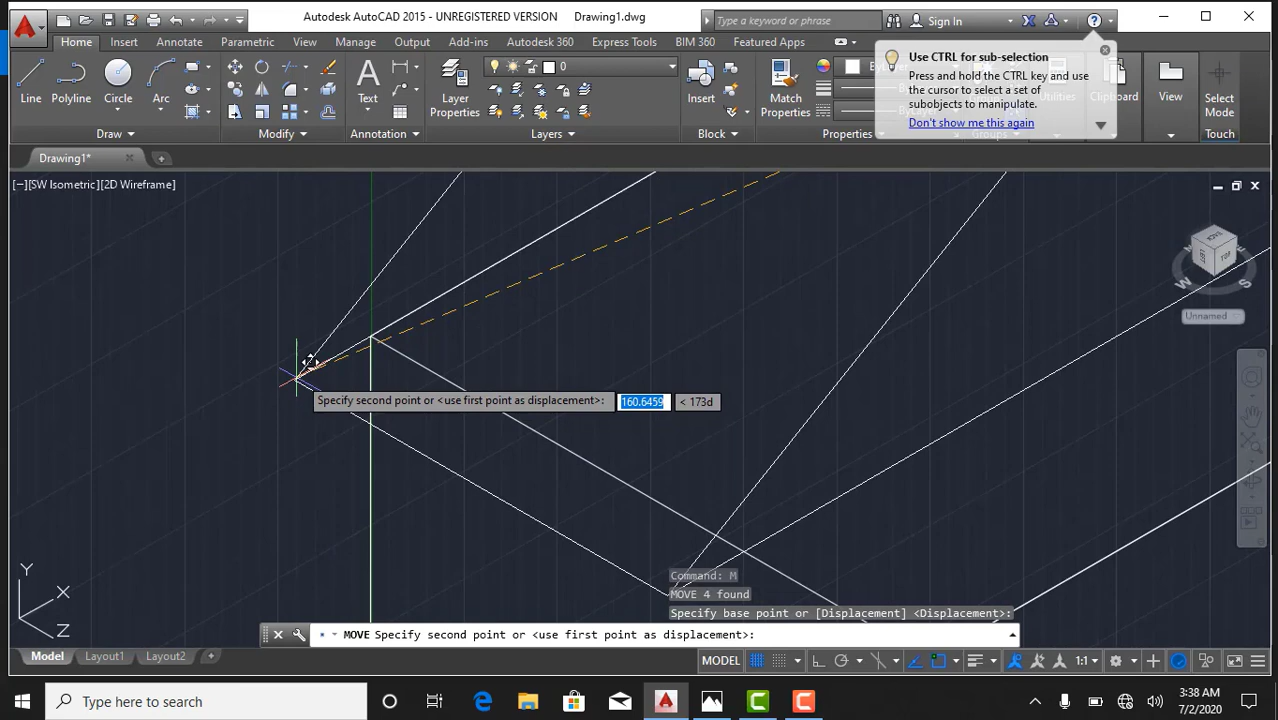 Autodesk AutoCAD 2015 - UNREGISTERED VERSION Drawing1.dwg
Type a keyword or phrase
Sign In
Home Insert Annotate Parametric View Manage Output Add-ins Autodesk 360 Express Tools BIM 360 Featured Apps
Use CTRL for sub-selection
Press and hold the CTRL key and use
the cursor to select a set of
subobjects to manipulate.
Don't show me this again
Line Polyline Circle Arc
Text
Layer
Properties
0
Insert
Match
Properties
Utilities
Clipboard
View
Select
Mode
Draw Modify Annotation Layers Block Properties Groups Touch
Drawing1*
[−][SW Isometric][2D Wireframe]
TOP
W
S
E
Unnamed
Specify second point or <use first point as displacement>: 160.6459 < 173d
Command: M
MOVE 4 found
Specify base point or [Displacement] <Displacement>:
Y
X
Z
MOVE Specify second point or <use first point as displacement>:
Model Layout1 Layout2
MODEL
1:1
Type here to search
3:38 AM
7/2/2020